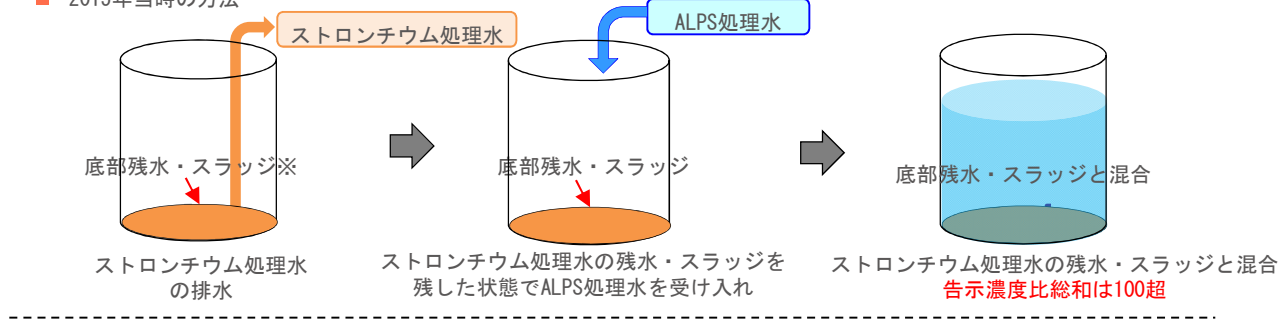 ストロンチウム処理水
ALPS処理水
底部残水・スラッジ※
底部残水・スラッジ
底部残水・スラッジと混合
ストロンチウム処理水
の排水
ストロンチウム処理水の残水・スラッジを
残した状態でALPS処理水を受け入れ
ストロンチウム処理水の残水・スラッジと混合
告示濃度比総和は100超